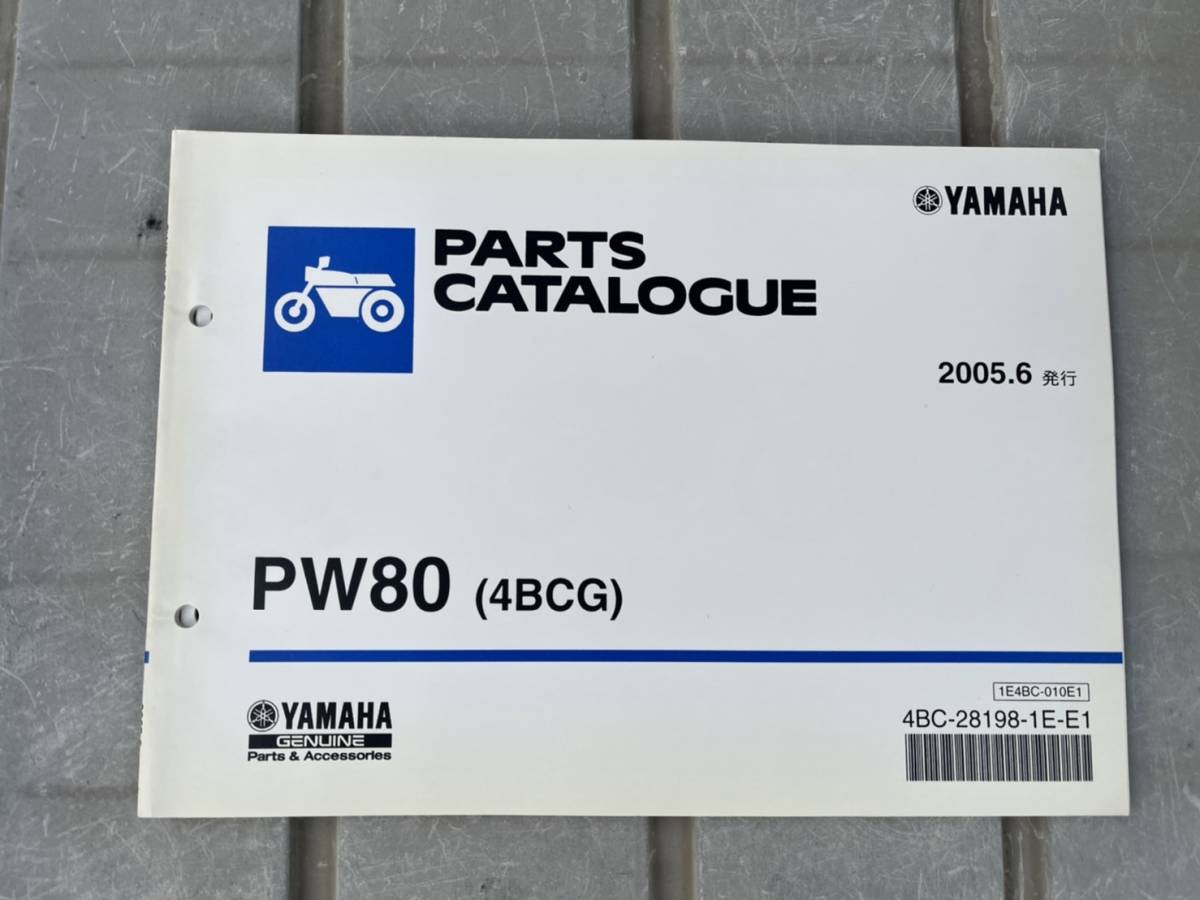 YAMAHA
PARTS
CATALOGUE
2005.6 発行
PW80 (4BCG)
1E4BC-010E1
4BC-28198-1E-E1
YAMAHA
GENUINE
Parts & Accessories